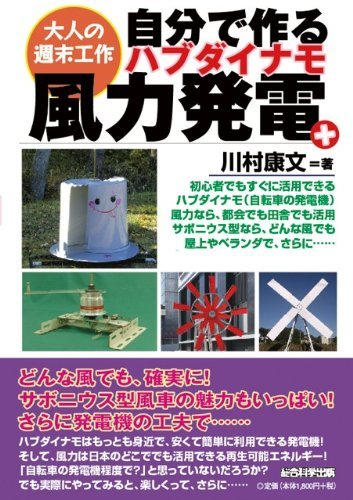 大人の
週末工作
自分で作る
ハブダイナモ
風力発電+
川村康文=著
初心者でもすぐに活用できる
ハブダイナモ(自転車の発電機)
風力なら、都会でも田舎でも活用
サボニウス型なら、どんな風でも
屋上やベランダで、さらに……
どんな風でも、確実に!
サボニウス型風車の魅力もいっぱい!
さらに発電機の工夫で……
ハブダイナモはもっとも身近で、安くて簡単に利用できる発電機!
そして、風力は日本のどこででも活用できる再生可能エネルギー!
「自転車の発電機程度で?」と思っていないだろうか?
でも実際にやってみると、楽しくって、さらに……
総合科学出版
◎定価(本体1,800円+税)